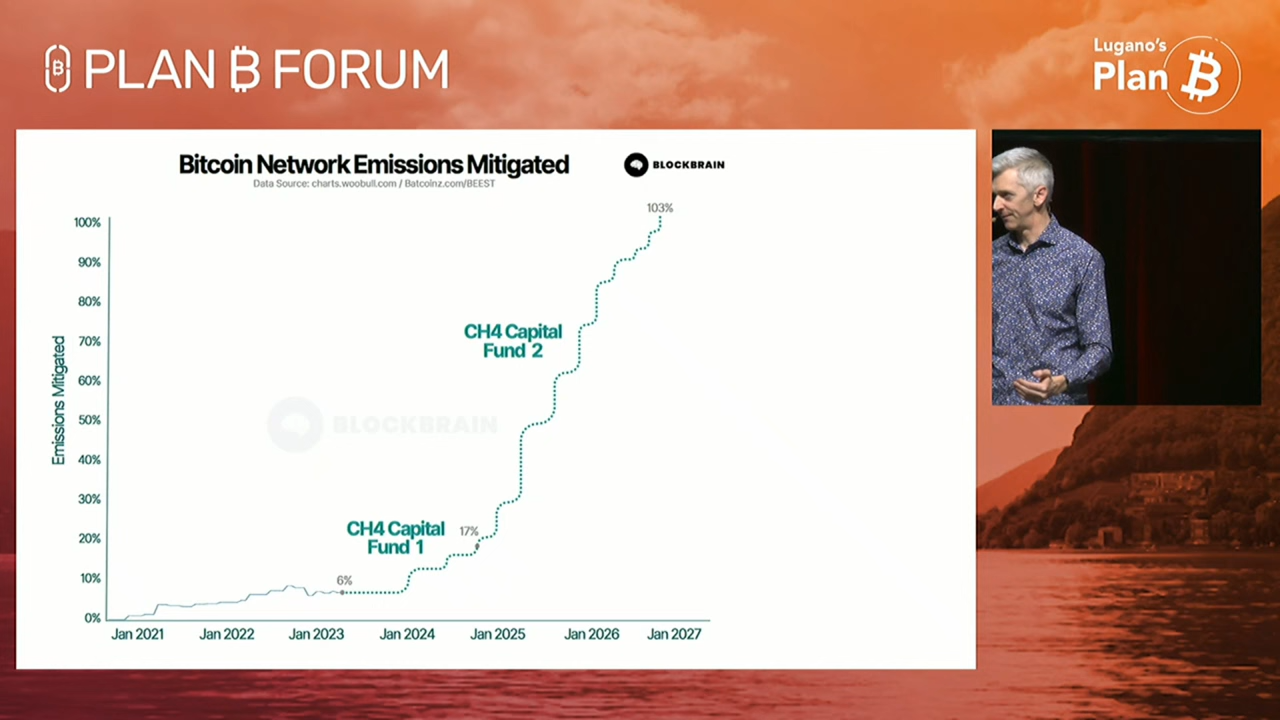 PLAN ₿ FORUM
Lugano's
Plan ₿
Bitcoin Network Emissions Mitigated
BLOCKBRAIN
Data Source: charts.woobull.com / Batcoinz.com/BEEST
103%
100%
90%
80%
70%
60%
50%
40%
30%
20%
10%
0%
Emissions Mitigated
CH4 Capital
Fund 2
BLOCKBRAIN
CH4 Capital
Fund 1
17%
6%
Jan 2021
Jan 2022
Jan 2023
Jan 2024
Jan 2025
Jan 2026
Jan 2027